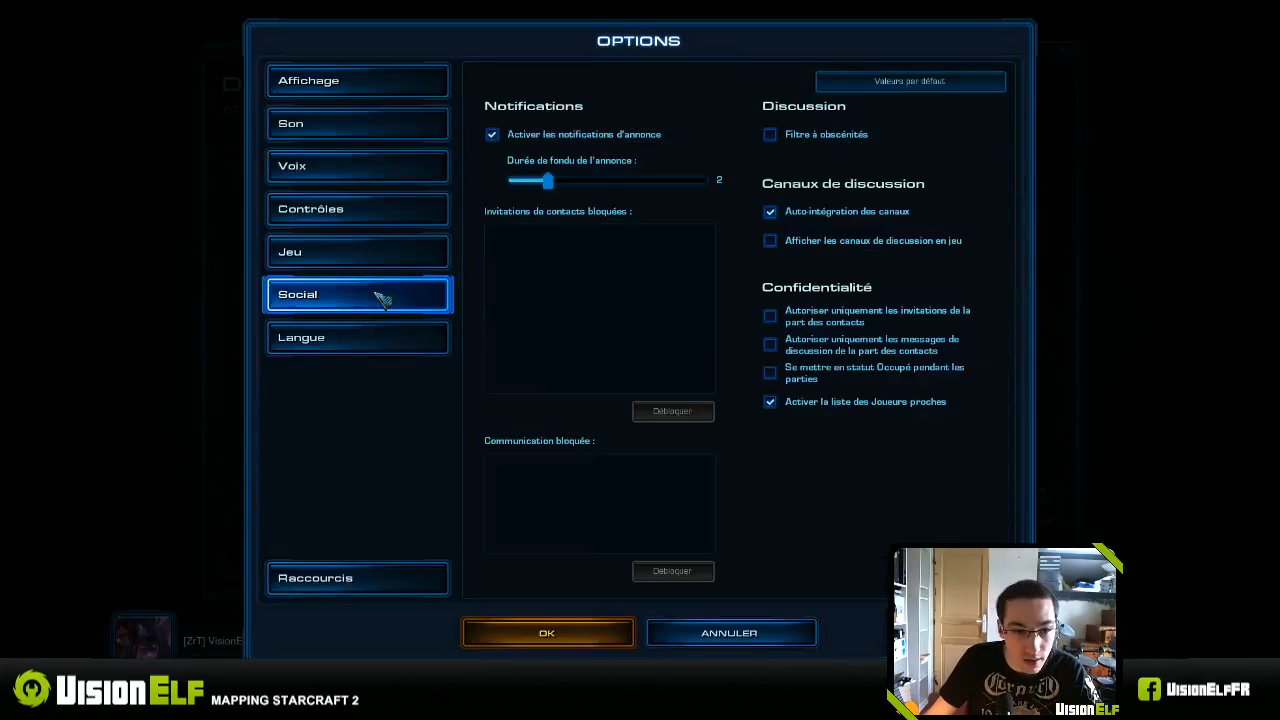 OPTIONS
Affichage
Son
Voix
Contrôles
Jeu
Social
Langue
Raccourcis
Valeurs par défaut
Notifications
Activer les notifications d'annonce
Durée de fondu de l'annonce :
2
Invitations de contacts bloquées :
Débloquer
Communication bloquée :
Débloquer
Discussion
Filtre à obscénités
Canaux de discussion
Auto-intégration des canaux
Afficher les canaux de discussion en jeu
Confidentialité
Autoriser uniquement les invitations de la
part des contacts
Autoriser uniquement les messages de
discussion de la part des contacts
Se mettre en statut Occupé pendant les
parties
Activer la liste des Joueurs proches
OK
ANNULER
[ZrT] VisionE
VISIONELF MAPPING STARCRAFT 2
VISIONELF
VISIONELFFR